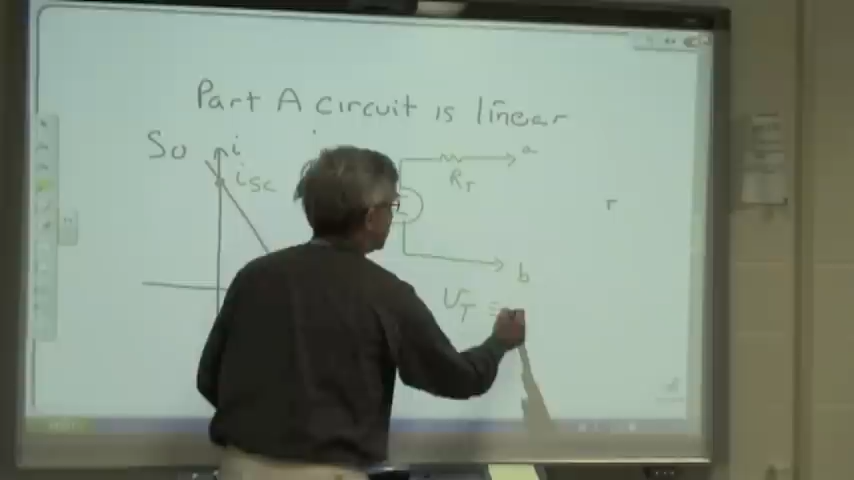 Part A circuit is linear
So
i
isc
a
RT
r
b
VT =